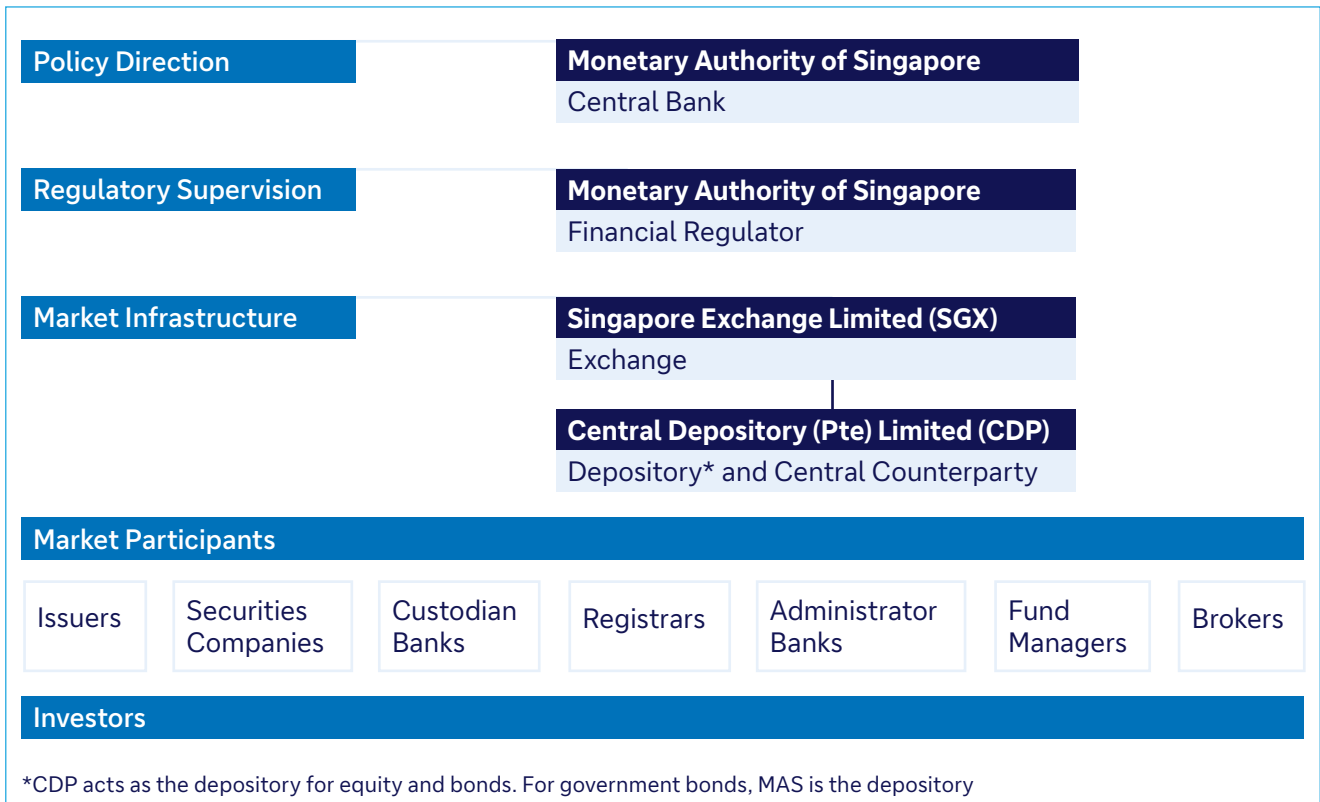 Policy Direction
Monetary Authority of Singapore
Central Bank
Regulatory Supervision
Monetary Authority of Singapore
Financial Regulator
Market Infrastructure
Singapore Exchange Limited (SGX)
Exchange
Central Depository (Pte) Limited (CDP)
Depository* and Central Counterparty
Market Participants
Issuers
Securities
Companies
Custodian
Banks
Registrars
Administrator
Banks
Fund
Managers
Brokers
Investors
*CDP acts as the depository for equity and bonds. For government bonds, MAS is the depository